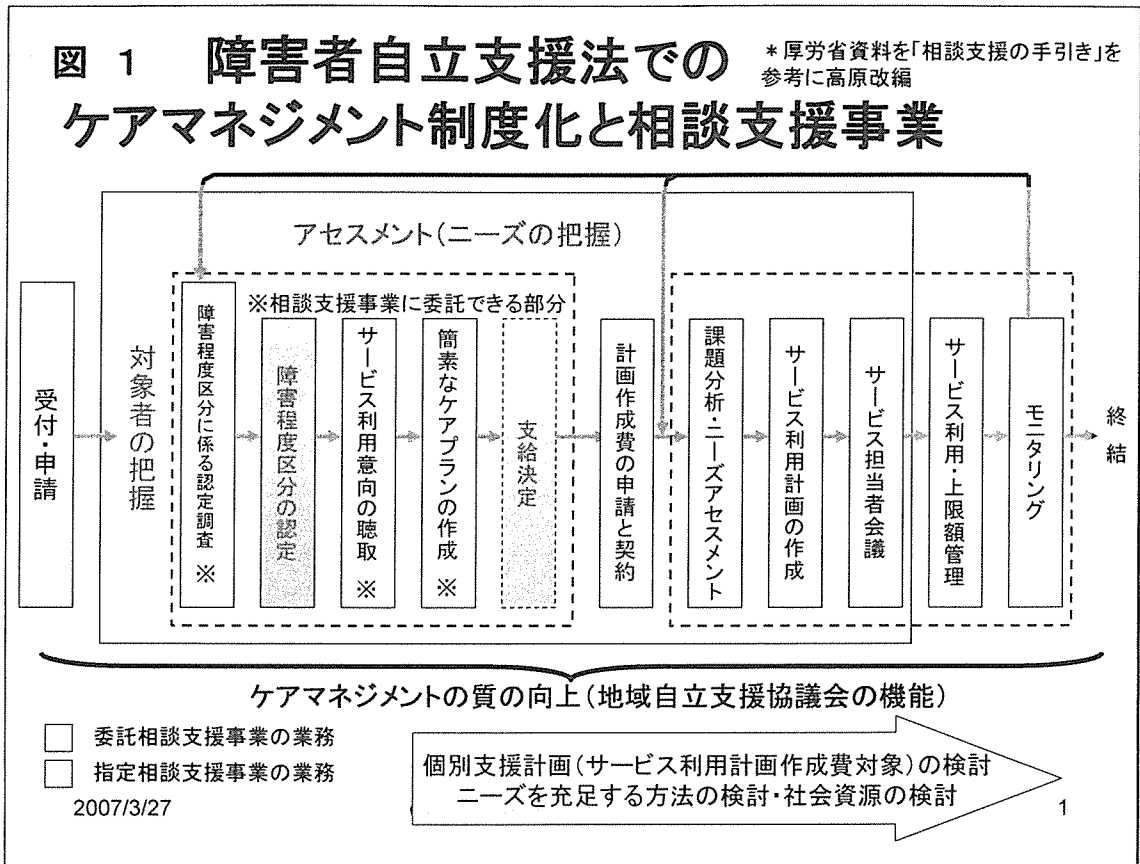 図 1 障害者自立支援法での
ケアマネジメント制度化と相談支援事業
*厚労省資料を「相談支援の手引き」を
参考に高原改編
アセスメント(ニーズの把握)
※相談支援事業に委託できる部分
受付・申請
対象者の把握
障害程度区分に係る認定調査 ※
障害程度区分の認定
サービス利用意向の聴取 ※
簡素なケアプランの作成 ※
支給決定
計画作成費の申請と契約
課題分析・ニーズアセスメント
サービス利用計画の作成
サービス担当者会議
サービス利用・上限額管理
モニタリング
終結
ケアマネジメントの質の向上(地域自立支援協議会の機能)
委託相談支援事業の業務
指定相談支援事業の業務
個別支援計画(サービス利用計画作成費対象)の検討
ニーズを充足する方法の検討・社会資源の検討
2007/3/27
1